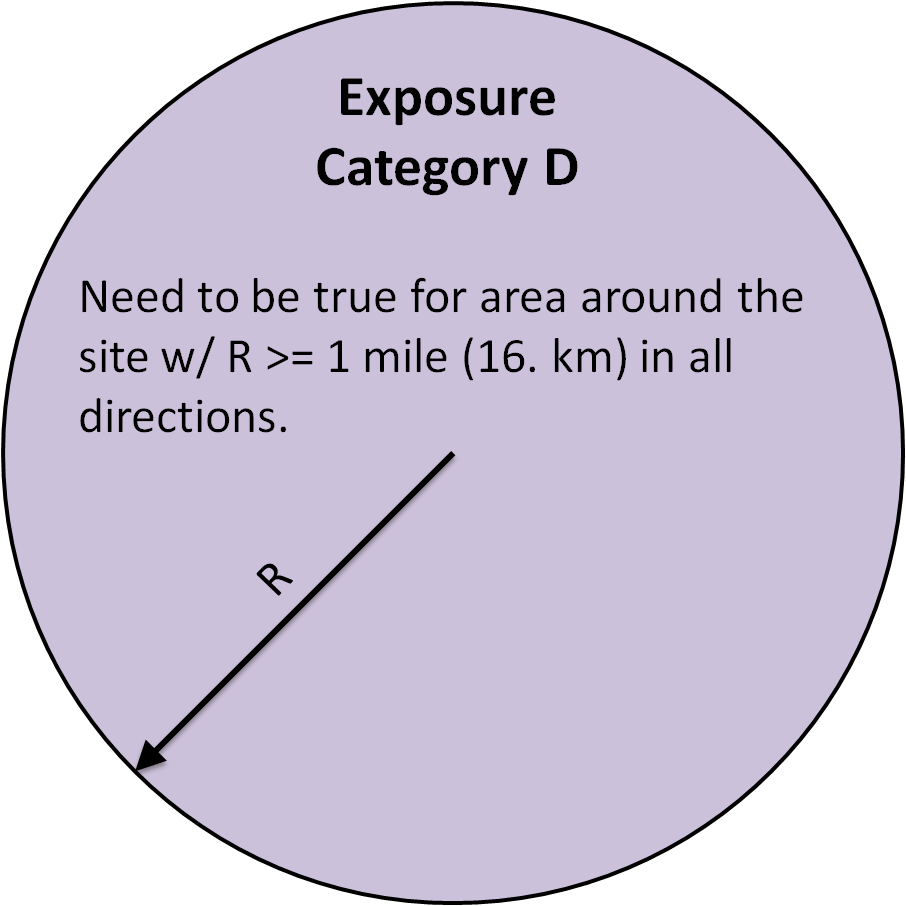 Exposure
Category D
Need to be true for area around the
site w/ R >= 1 mile (16. km) in all
directions.
R